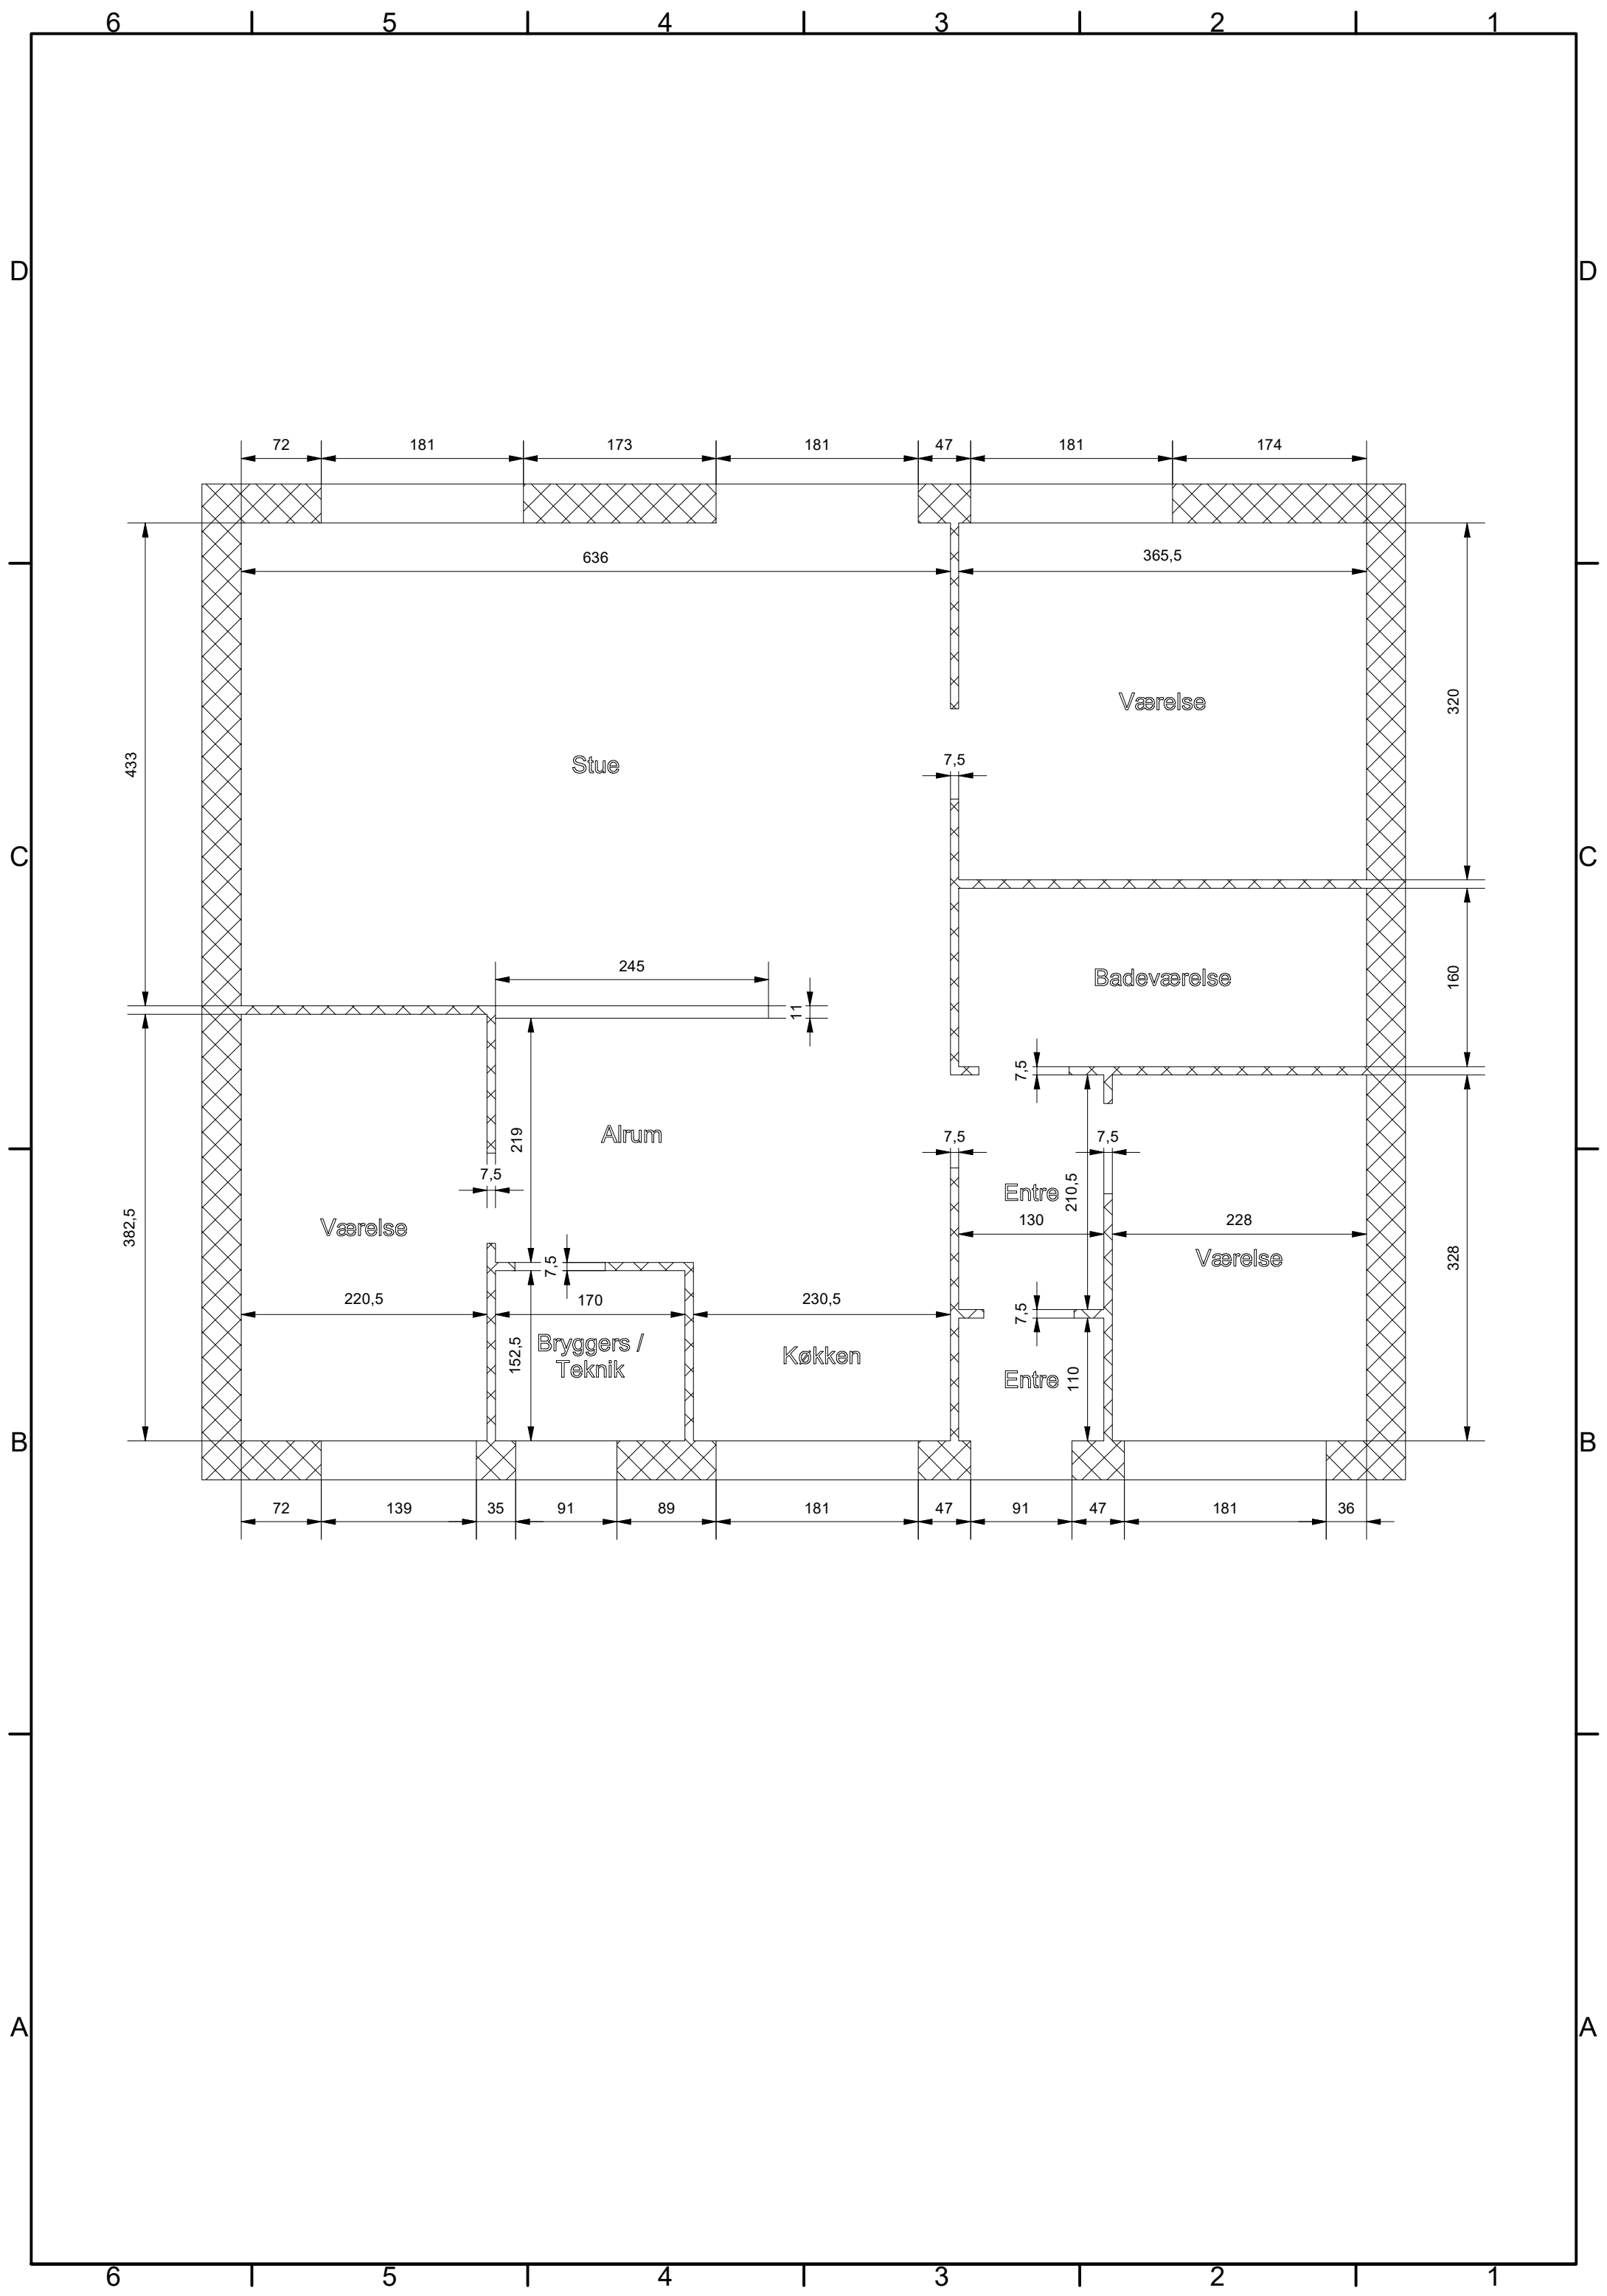 6 5 4 3 2 1
D D
72 181 173 181 47 181 174
636 365,5
Værelse
320
433
Stue
7,5
C C
245
11
Badeværelse
160
7,5
219
Alrum
7,5 7,5
7,5
Entre
210,5
382,5
Værelse
130 228
Værelse
328
7,5
220,5 170 230,5
7,5
152,5
Bryggers /
Teknik
Køkken
Entre
110
B B
72 139 35 91 89 181 47 91 47 181 36
A A
6 5 4 3 2 1